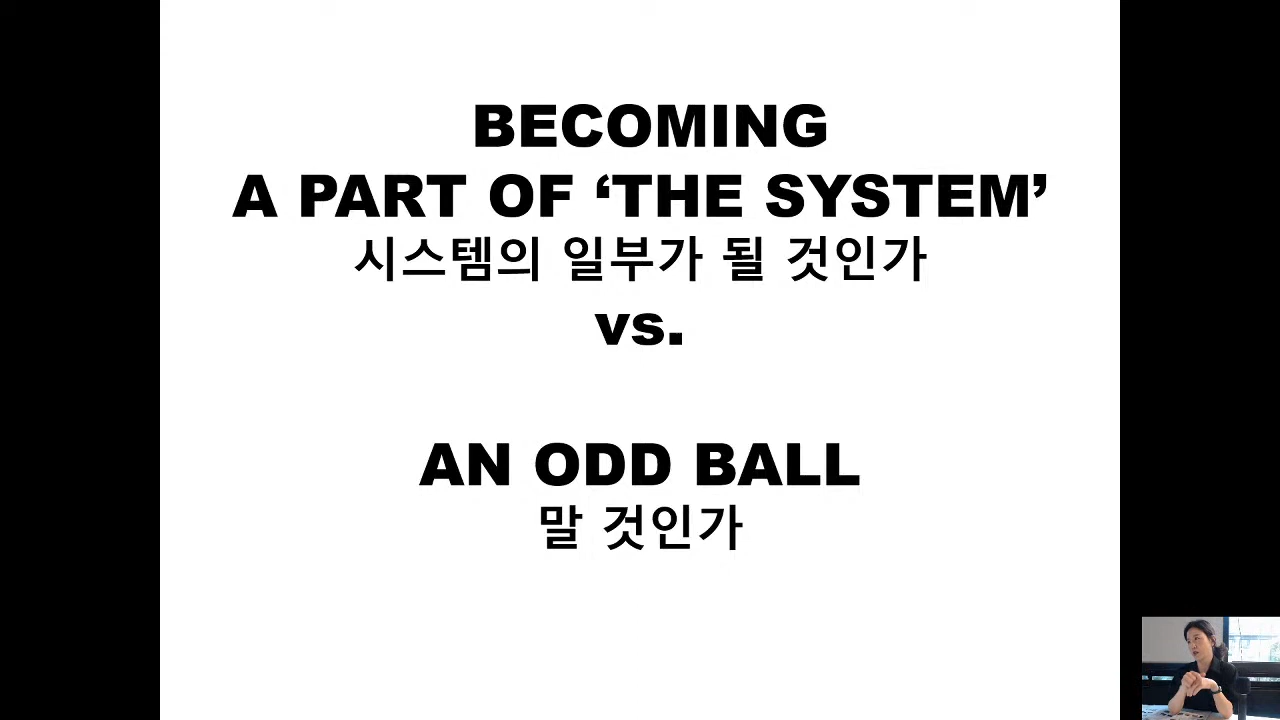 BECOMING
A PART OF ‘THE SYSTEM’
시스템의 일부가 될 것인가
vs.
AN ODD BALL
말 것인가